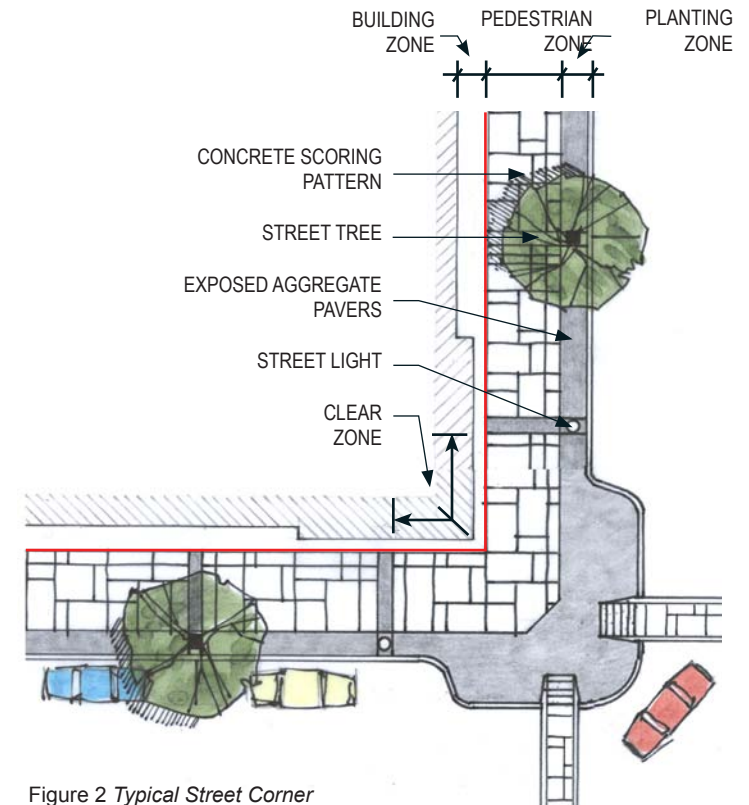 BUILDING
ZONE
PEDESTRIAN
ZONE
PLANTING
ZONE
CONCRETE SCORING
PATTERN
STREET TREE
EXPOSED AGGREGATE
PAVERS
STREET LIGHT
CLEAR
ZONE
Figure 2 Typical Street Corner